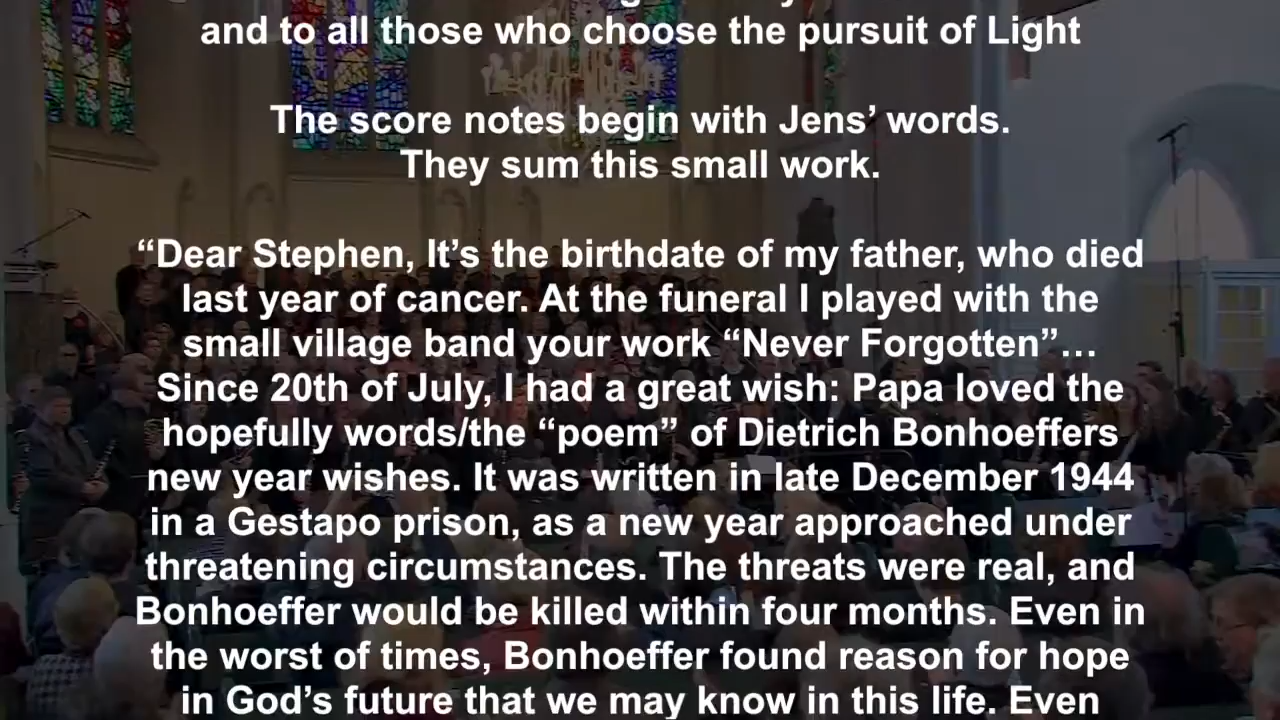 and to all those who choose the pursuit of Light
The score notes begin with Jens’ words.
They sum this small work.
“Dear Stephen, It’s the birthdate of my father, who died
last year of cancer. At the funeral I played with the
small village band your work “Never Forgotten”…
Since 20th of July, I had a great wish: Papa loved the
hopefully words/the “poem” of Dietrich Bonhoeffers
new year wishes. It was written in late December 1944
in a Gestapo prison, as a new year approached under
threatening circumstances. The threats were real, and
Bonhoeffer would be killed within four months. Even in
the worst of times, Bonhoeffer found reason for hope
in God’s future that we may know in this life. Even